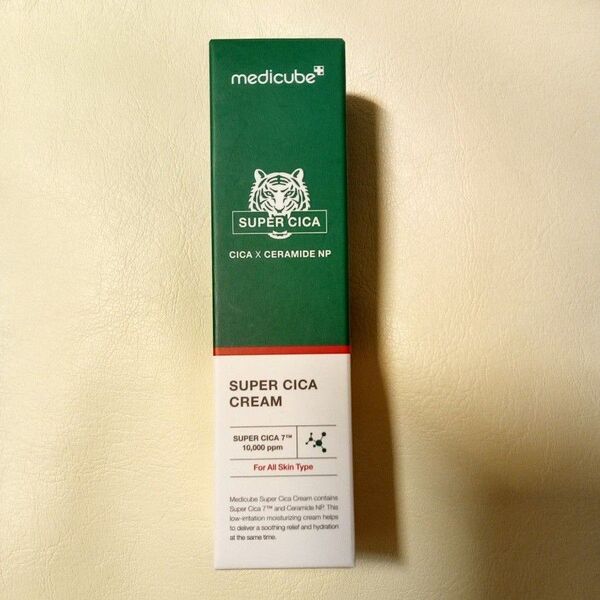 medicube
SUPER CICA
CICA X CERAMIDE NP
SUPER CICA
CREAM
SUPER CICA 7™
10,000 ppm
For All Skin Type
Medicube Super Cica Cream contains
Super Cica 7™ and Ceramide NP. This
low-irritation moisturizing cream helps
to deliver a soothing relief and hydration
at the same time.